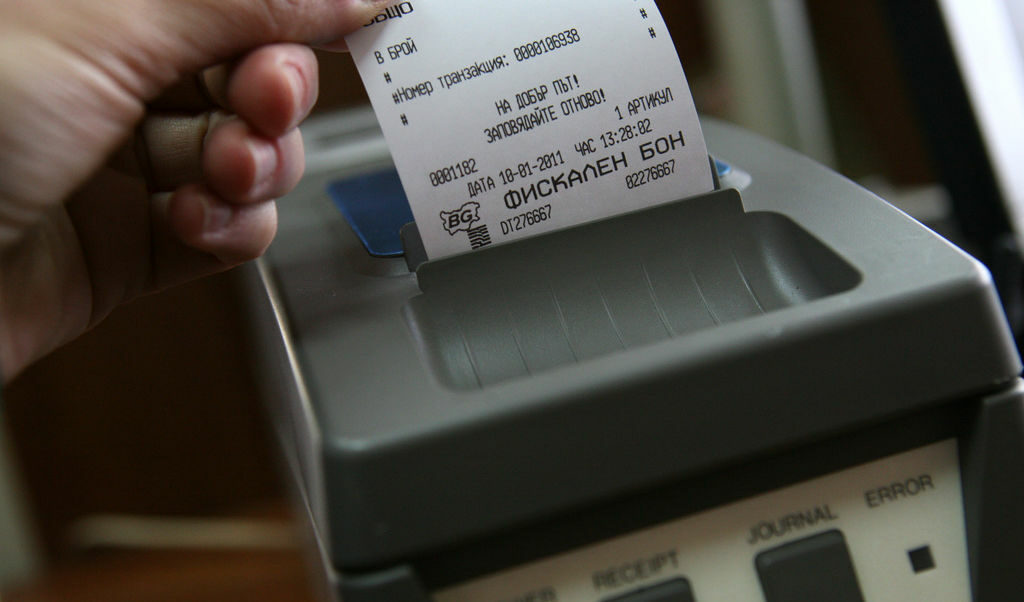 ОБЩО
В БРОЙ
# #
#Номер транзакция: 0000106938 #
#
НА ДОБЪР ПЪТ!
ЗАПОВЯДАЙТЕ ОТНОВО!
0001182 1 АРТИКУЛ
ДАТА 10-01-2011 ЧАС 13:28:02
BG ФИСКАЛЕН БОН
DT276667 02276667
RECEIPT
JOURNAL
ERROR